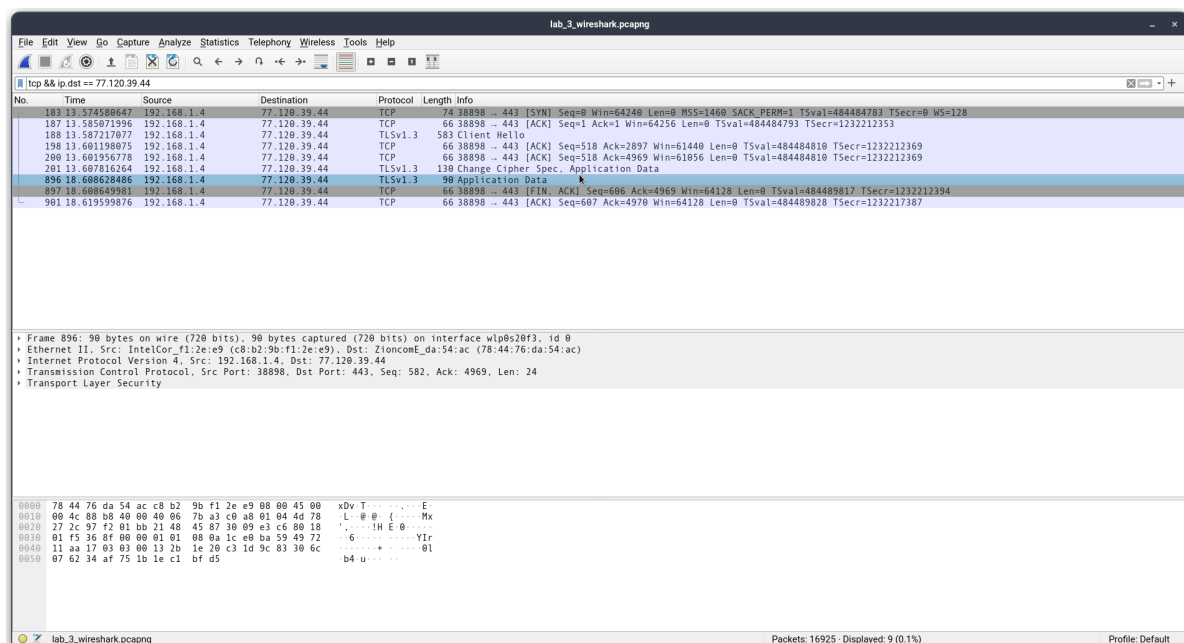 lab_3_wireshark.pcapng
File Edit View Go Capture Analyze Statistics Telephony Wireless Tools Help
tcp && ip.dst == 77.120.39.44
No. Time Source Destination Protocol Length Info
183 13.574580647 192.168.1.4 77.120.39.44 TCP 74 38898 → 443 [SYN] Seq=0 Win=64240 Len=0 MSS=1460 SACK_PERM=1 TSval=484484783 TSecr=0 WS=128
187 13.585071996 192.168.1.4 77.120.39.44 TCP 66 38898 → 443 [ACK] Seq=1 Ack=1 Win=64256 Len=0 TSval=484484793 TSecr=1232212353
188 13.587217077 192.168.1.4 77.120.39.44 TLSv1.3 583 Client Hello
198 13.601198075 192.168.1.4 77.120.39.44 TCP 66 38898 → 443 [ACK] Seq=518 Ack=2897 Win=61440 Len=0 TSval=484484810 TSecr=1232212369
200 13.601956778 192.168.1.4 77.120.39.44 TCP 66 38898 → 443 [ACK] Seq=518 Ack=4969 Win=61056 Len=0 TSval=484484810 TSecr=1232212369
201 13.607816264 192.168.1.4 77.120.39.44 TLSv1.3 130 Change Cipher Spec, Application Data
896 18.608628486 192.168.1.4 77.120.39.44 TLSv1.3 90 Application Data
897 18.608649981 192.168.1.4 77.120.39.44 TCP 66 38898 → 443 [FIN, ACK] Seq=606 Ack=4969 Win=64128 Len=0 TSval=484489817 TSecr=1232212394
901 18.619599876 192.168.1.4 77.120.39.44 TCP 66 38898 → 443 [ACK] Seq=607 Ack=4970 Win=64128 Len=0 TSval=484489828 TSecr=1232217387
Frame 896: 90 bytes on wire (720 bits), 90 bytes captured (720 bits) on interface wlp0s20f3, id 0
Ethernet II, Src: IntelCor_f1:2e:e9 (c8:b2:9b:f1:2e:e9), Dst: ZioncomE_da:54:ac (78:44:76:da:54:ac)
Internet Protocol Version 4, Src: 192.168.1.4, Dst: 77.120.39.44
Transmission Control Protocol, Src Port: 38898, Dst Port: 443, Seq: 582, Ack: 4969, Len: 24
Transport Layer Security
0000 78 44 76 da 54 ac c8 b2 9b f1 2e e9 08 00 45 00 xDv·T··· ··.···E·
0010 00 4c 88 b8 40 00 40 06 7b a3 c0 a8 01 04 4d 78 ·L··@·@· {·····Mx
0020 27 2c 97 f2 01 bb 21 48 45 87 30 09 e3 c6 80 18 ',····!H E·0·····
0030 01 f5 36 8f 00 00 01 01 08 0a 1c e0 ba 59 49 72 ··6····· ·····YIr
0040 11 aa 17 03 03 00 13 2b 1e 20 c3 1d 9c 83 30 6c ·······+ · ····0l
0050 07 62 34 af 75 1b 1e c1 bf d5 ·b4·u··· ··
lab_3_wireshark.pcapng Packets: 16925 · Displayed: 9 (0.1%) Profile: Default